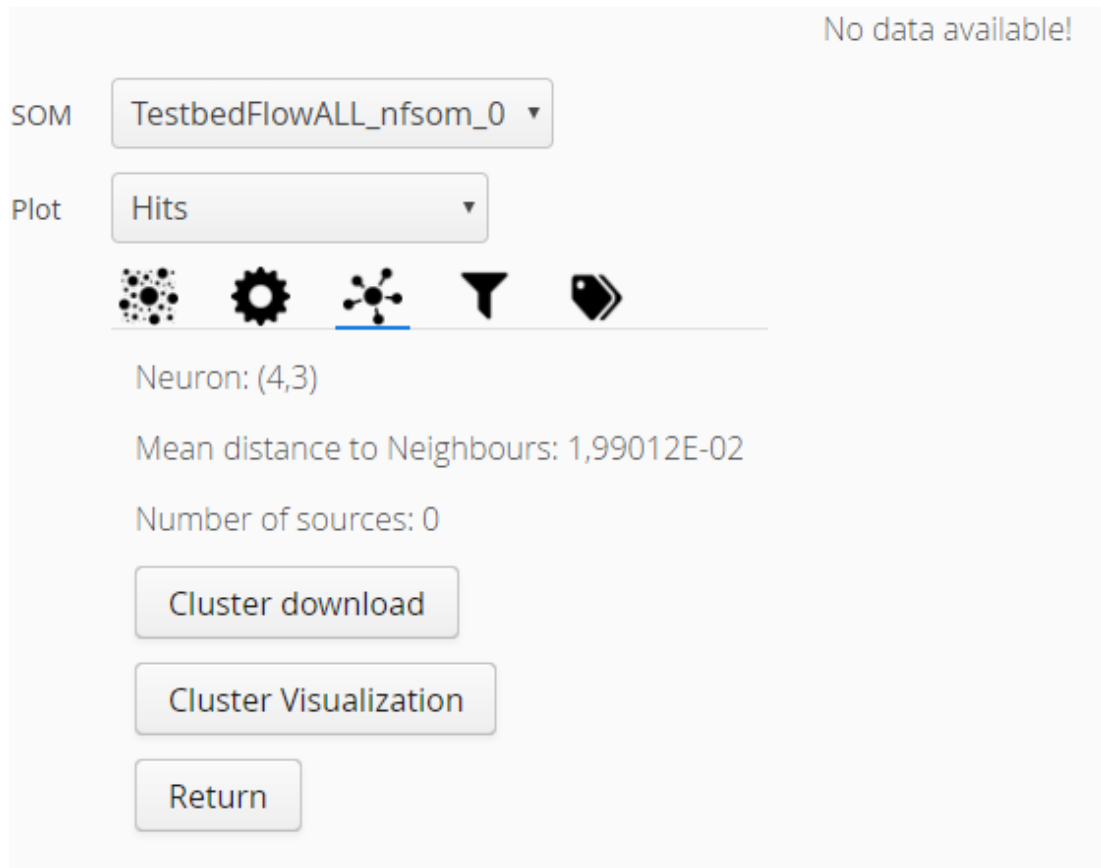 No data available!
SOM TestbedFlowALL_nfsom_0
Plot Hits
Neuron: (4,3)
Mean distance to Neighbours: 1,99012E-02
Number of sources: 0
Cluster download
Cluster Visualization
Return